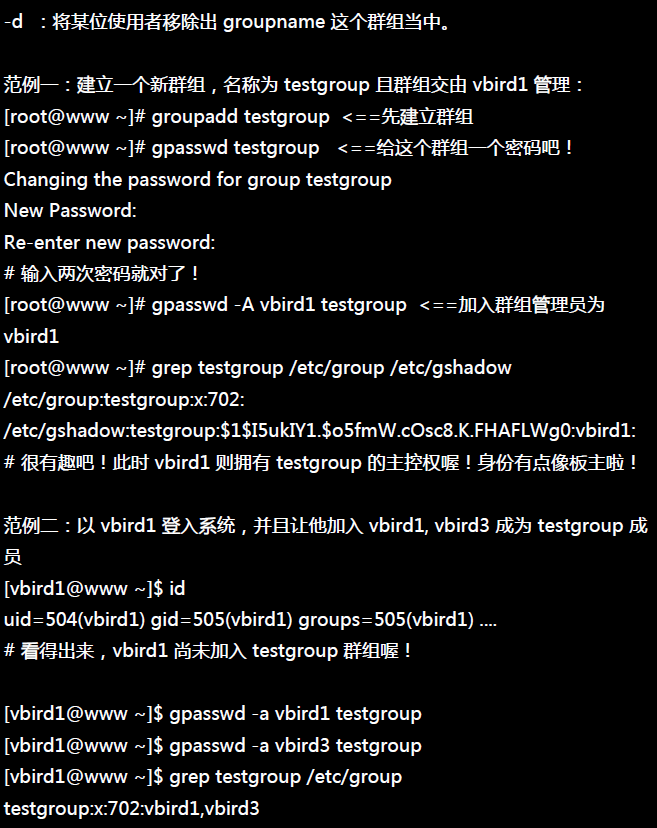 -d ：将某位使用者移除出 groupname 这个群组当中。
范例一：建立一个新群组，名称为 testgroup 且群组交由 vbird1 管理：
[root@www ~]# groupadd testgroup <==先建立群组
[root@www ~]# gpasswd testgroup <==给这个群组一个密码吧！
Changing the password for group testgroup
New Password:
Re-enter new password:
# 输入两次密码就对了！
[root@www ~]# gpasswd -A vbird1 testgroup <==加入群组管理员为
vbird1
[root@www ~]# grep testgroup /etc/group /etc/gshadow
/etc/group:testgroup:x:702:
/etc/gshadow:testgroup:$1$I5ukIY1.$o5fmW.cOsc8.K.FHAFLWg0:vbird1:
# 很有趣吧！此时 vbird1 则拥有 testgroup 的主控权喔！身份有点像板主啦！
范例二：以 vbird1 登入系统，并且让他加入 vbird1, vbird3 成为 testgroup 成
员
[vbird1@www ~]$ id
uid=504(vbird1) gid=505(vbird1) groups=505(vbird1) ....
# 看得出来，vbird1 尚未加入 testgroup 群组喔！
[vbird1@www ~]$ gpasswd -a vbird1 testgroup
[vbird1@www ~]$ gpasswd -a vbird3 testgroup
[vbird1@www ~]$ grep testgroup /etc/group
testgroup:x:702:vbird1,vbird3